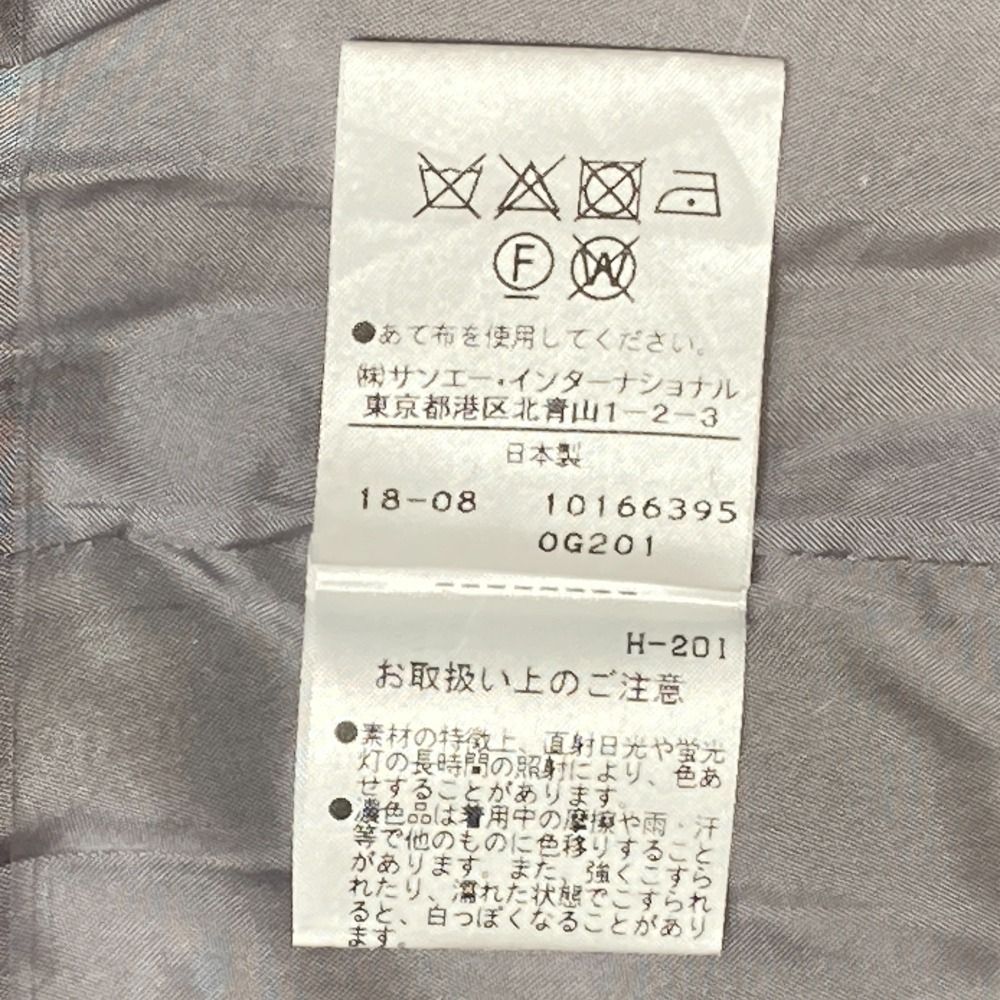 F W
●あて布を使用してください。
㈱サンエー・インターナショナル
東京都港区北青山1-2-3
日本製
18-08 10166395
OG201
H-201
お取扱い上のご注意
●素材の特徴上、直射日光や蛍光
灯の長時間の照射により、色あ
せすることがあります。
●濃色品は着用中の摩擦や雨・汗
等で他のものに色移りすること
があります。また、強くこすら
れたり、濡れた状態でこすられ
ると、白っぽくなることがあり
ます。